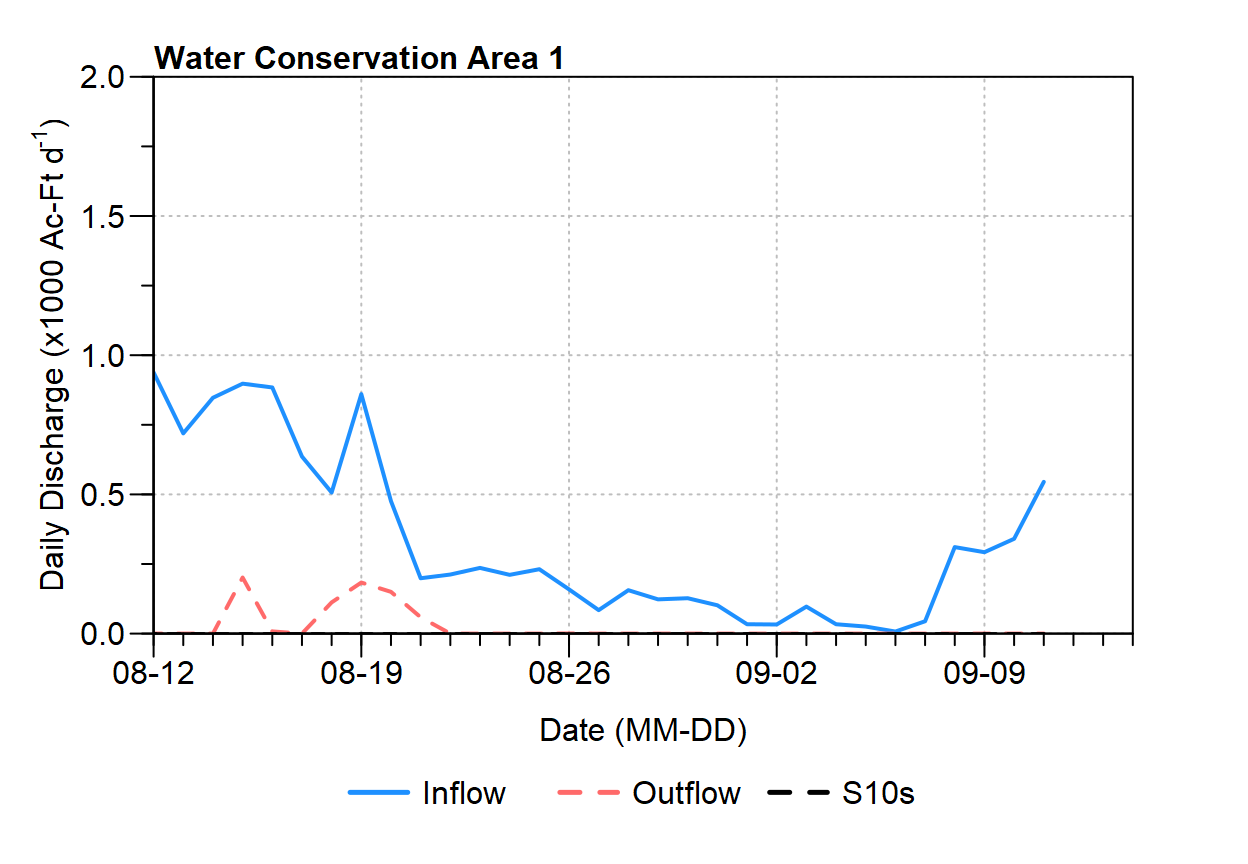 Water Conservation Area 1
Daily Discharge (x1000 Ac-Ft d⁻¹)
2.0
1.5
1.0
0.5
0.0
08-12 08-19 08-26 09-02 09-09
Date (MM-DD)
Inflow Outflow S10s